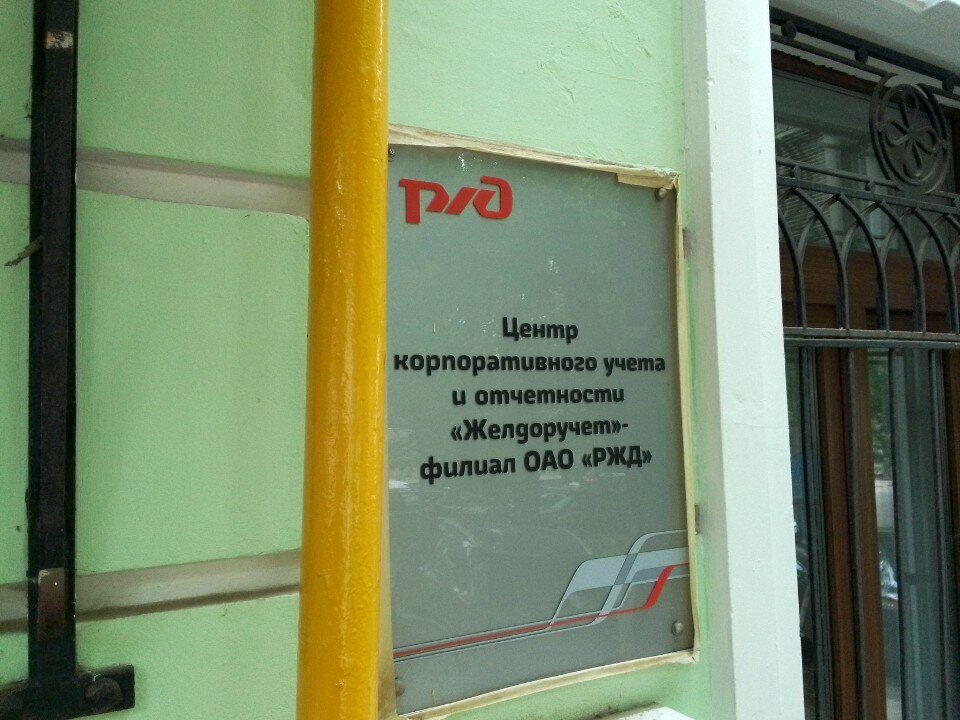 РЖД
Центр
корпоративного учета
и отчетности
«Желдоручет»-
филиал ОАО «РЖД»